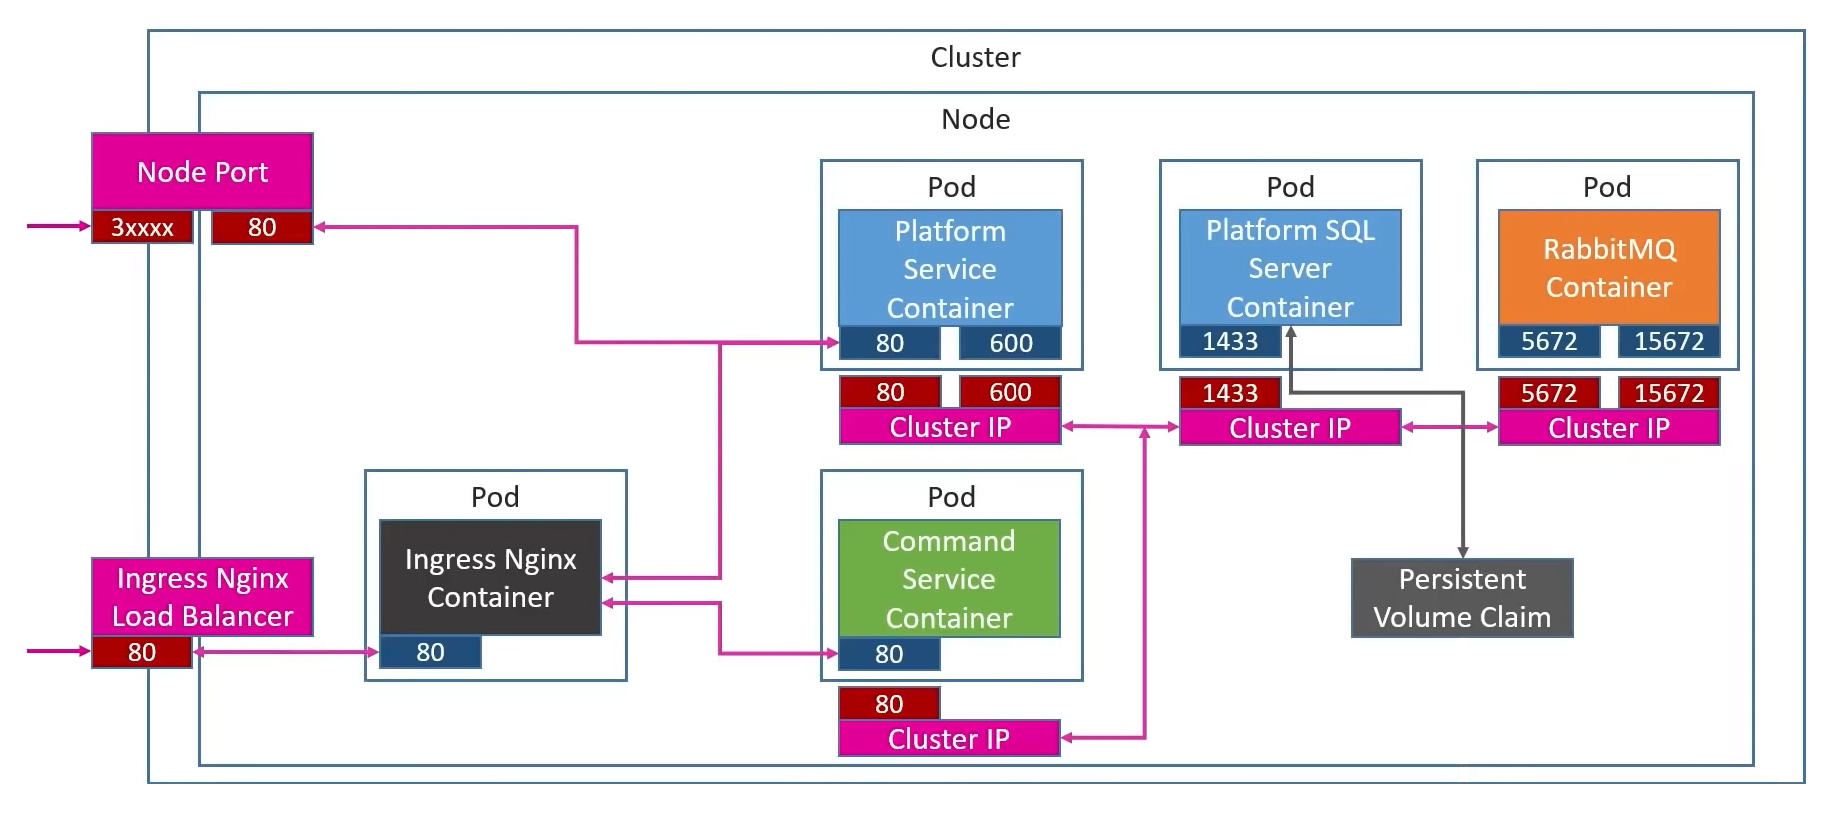 Cluster
Node
Node Port
3xxxx
80
Pod
Platform
Service
Container
80
600
80
600
Cluster IP
Pod
Platform SQL
Server
Container
1433
1433
Cluster IP
Pod
RabbitMQ
Container
5672
15672
5672
15672
Cluster IP
Ingress Nginx
Load Balancer
80
Pod
Ingress Nginx
Container
80
Pod
Command
Service
Container
80
80
Cluster IP
Persistent
Volume Claim